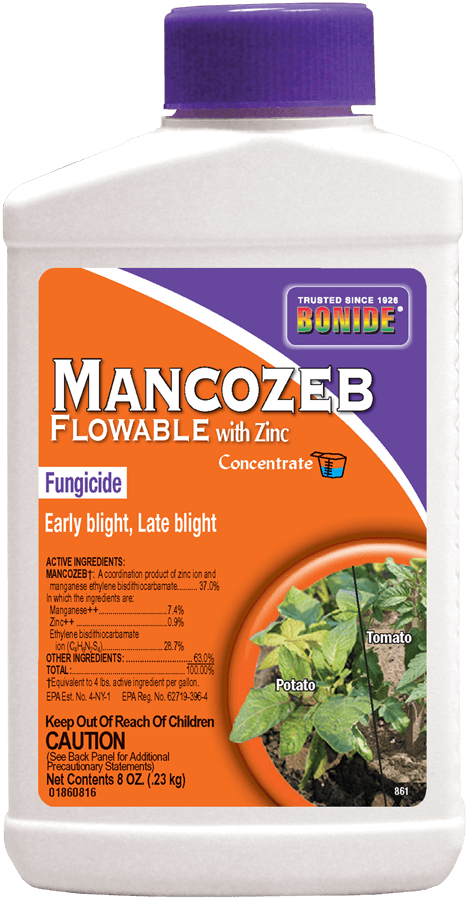 TRUSTED SINCE 1926
BONIDE®
MANCOZEB
FLOWABLE with Zinc
Concentrate
Fungicide
Early blight, Late blight
ACTIVE INGREDIENTS:
MANCOZEB†: A coordination product of zinc ion and
manganese ethylene bisdithiocarbamate.......... 37.0%
In which the ingredients are:
Manganese++..............................7.4%
Zinc++ ........................................0.9%
Ethylene bisdithiocarbamate
ion (C₄H₆N₂S₄)..............................28.7%
OTHER INGREDIENTS: ........................ 63.0%
TOTAL:.............................................100.00%
†Equivalent to 4 lbs. active ingredient per gallon.
EPA Est. No. 4-NY-1 EPA Reg. No. 62719-396-4
Keep Out Of Reach Of Children
CAUTION
(See Back Panel for Additional
Precautionary Statements)
Net Contents 8 OZ. (.23 kg)
01860816
Tomato
Potato
861